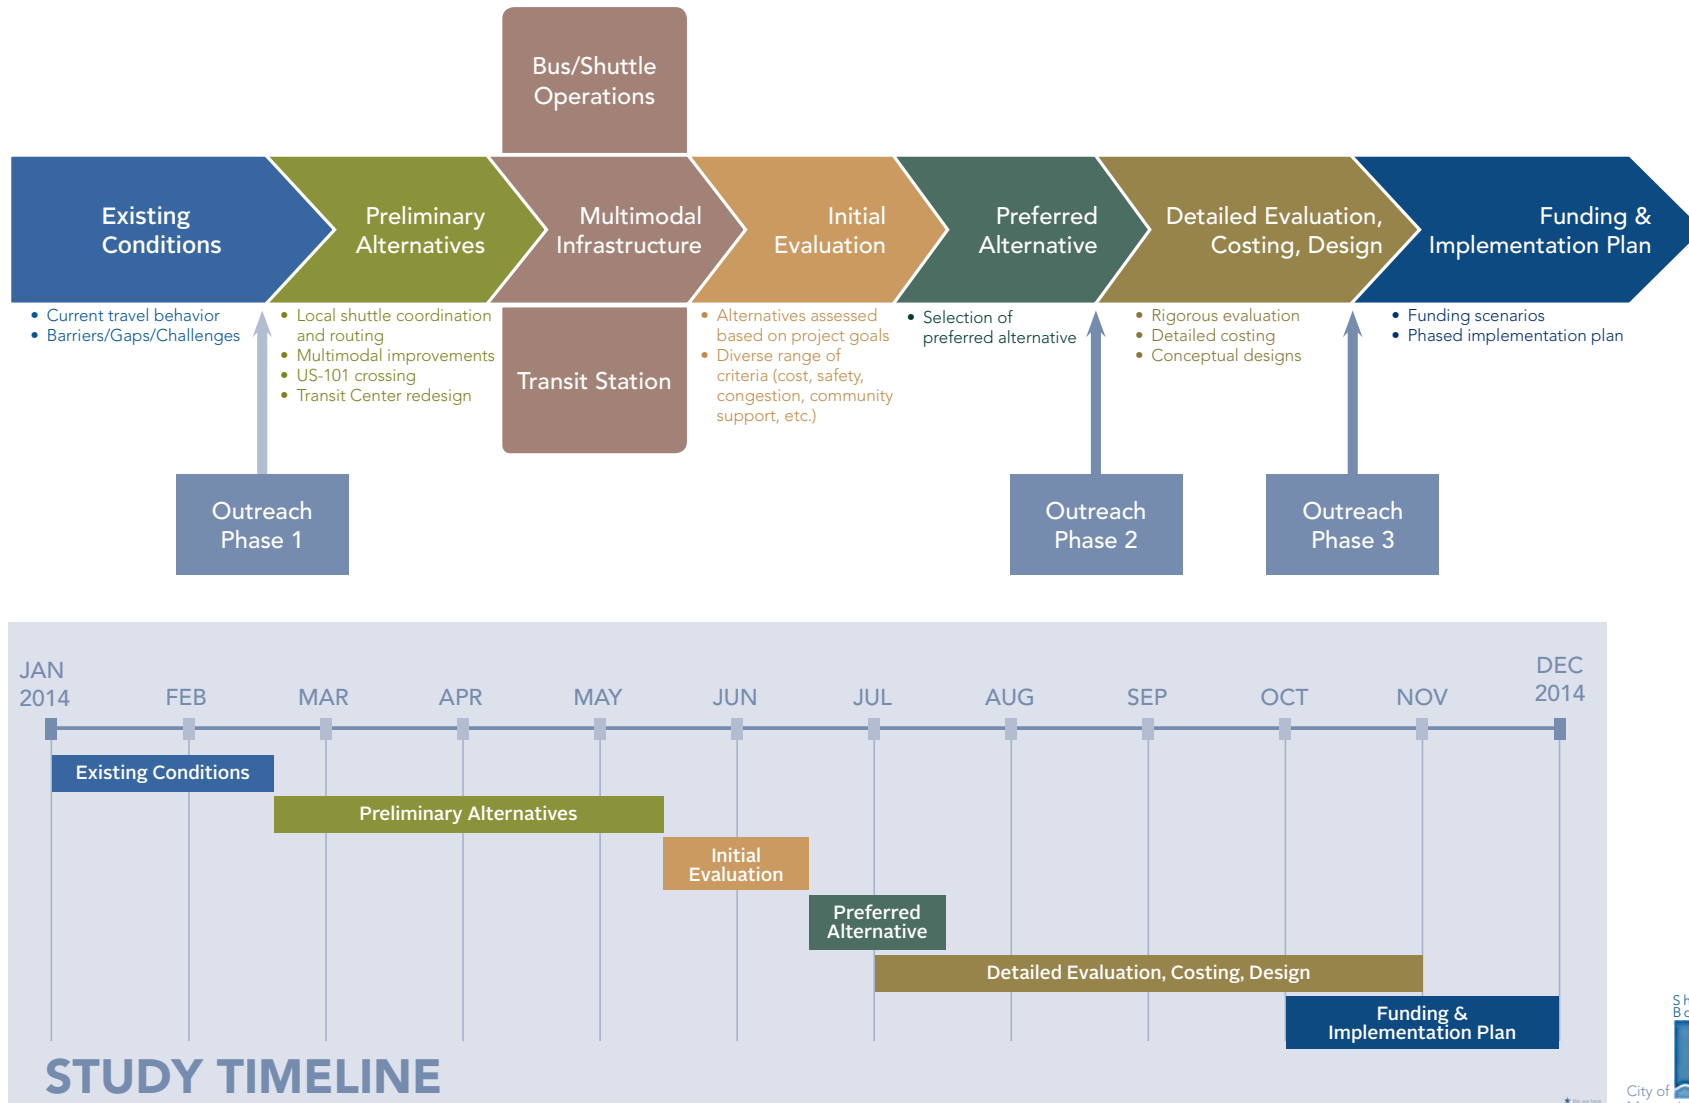 Bus/Shuttle
Operations
Existing
Conditions
Preliminary
Alternatives
Multimodal
Infrastructure
Initial
Evaluation
Preferred
Alternative
Detailed Evaluation,
Costing, Design
Funding &
Implementation Plan
• Current travel behavior
• Barriers/Gaps/Challenges
• Local shuttle coordination
and routing
• Multimodal improvements
• US-101 crossing
• Transit Center redesign
Transit Station
• Alternatives assessed
based on project goals
• Diverse range of
criteria (cost, safety,
congestion, community
support, etc.)
• Selection of
preferred alternative
• Rigorous evaluation
• Detailed costing
• Conceptual designs
• Funding scenarios
• Phased implementation plan
Outreach
Phase 1
Outreach
Phase 2
Outreach
Phase 3
JAN
2014
FEB
MAR
APR
MAY
JUN
JUL
AUG
SEP
OCT
NOV
DEC
2014
Existing Conditions
Preliminary Alternatives
Initial
Evaluation
Preferred
Alternative
Detailed Evaluation, Costing, Design
Funding &
Implementation Plan
STUDY TIMELINE
We are here
City of